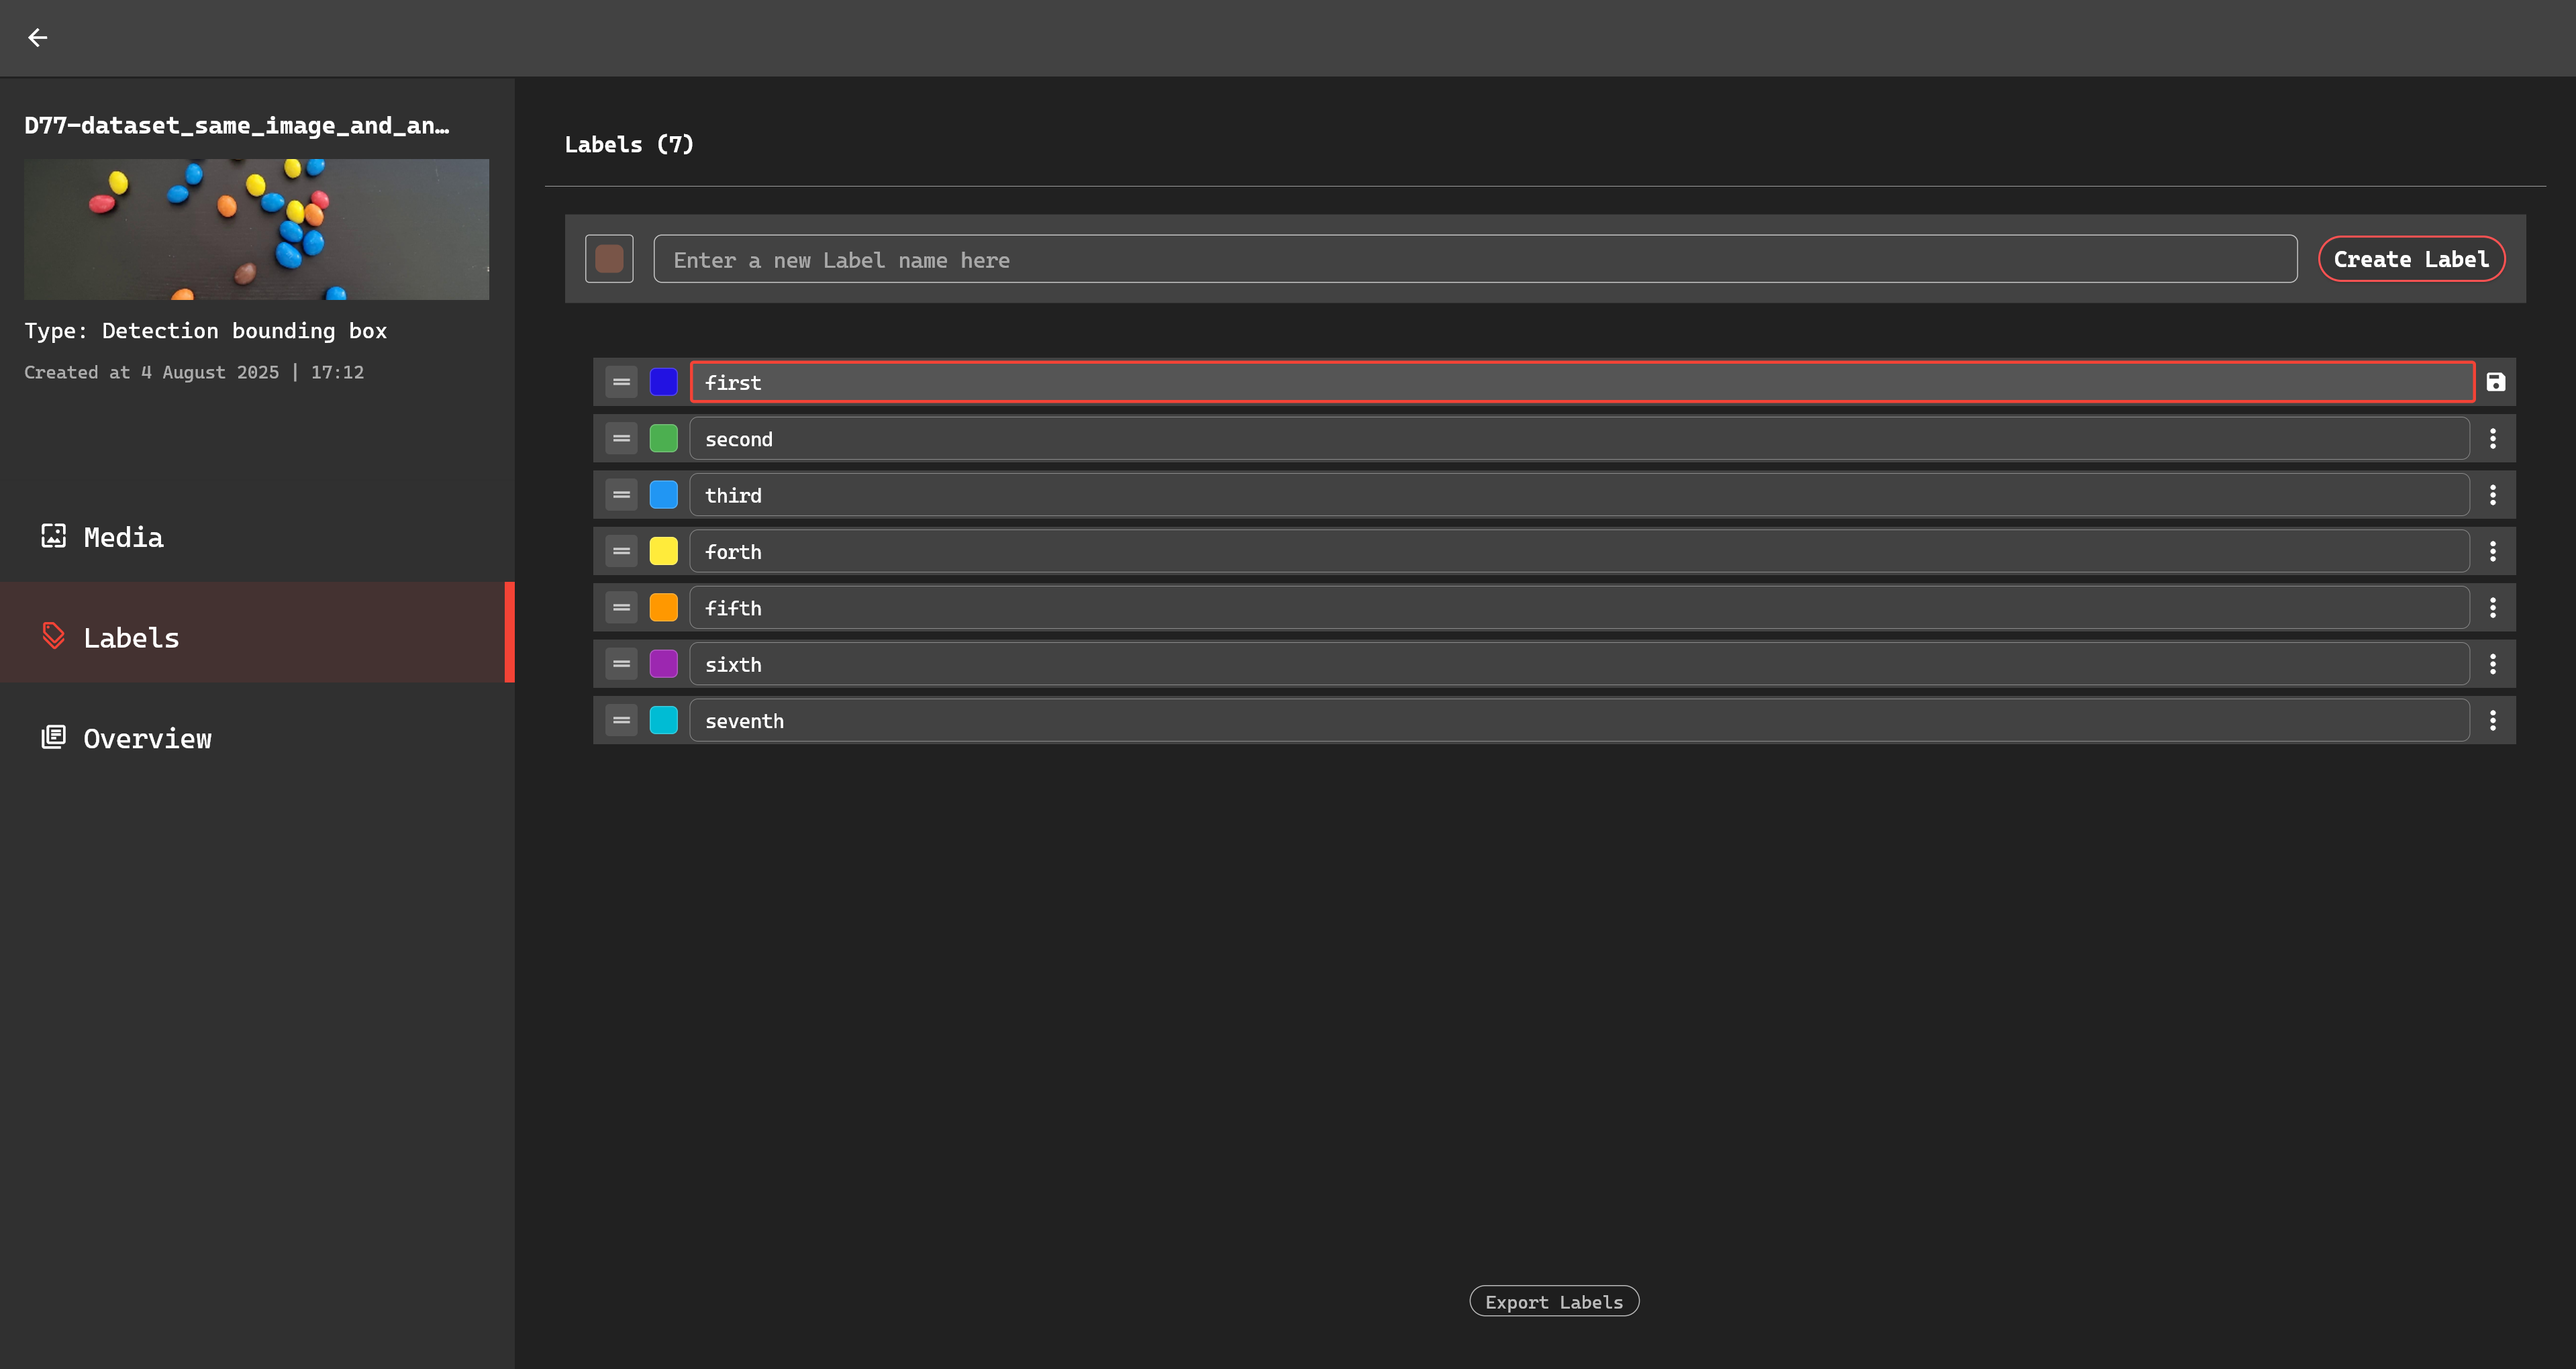 D77-dataset_same_image_and_an…
Type: Detection bounding box
Created at 4 August 2025 | 17:12
Media
Labels
Overview
Labels (7)
Enter a new Label name here
Create Label
first
second
third
forth
fifth
sixth
seventh
Export Labels